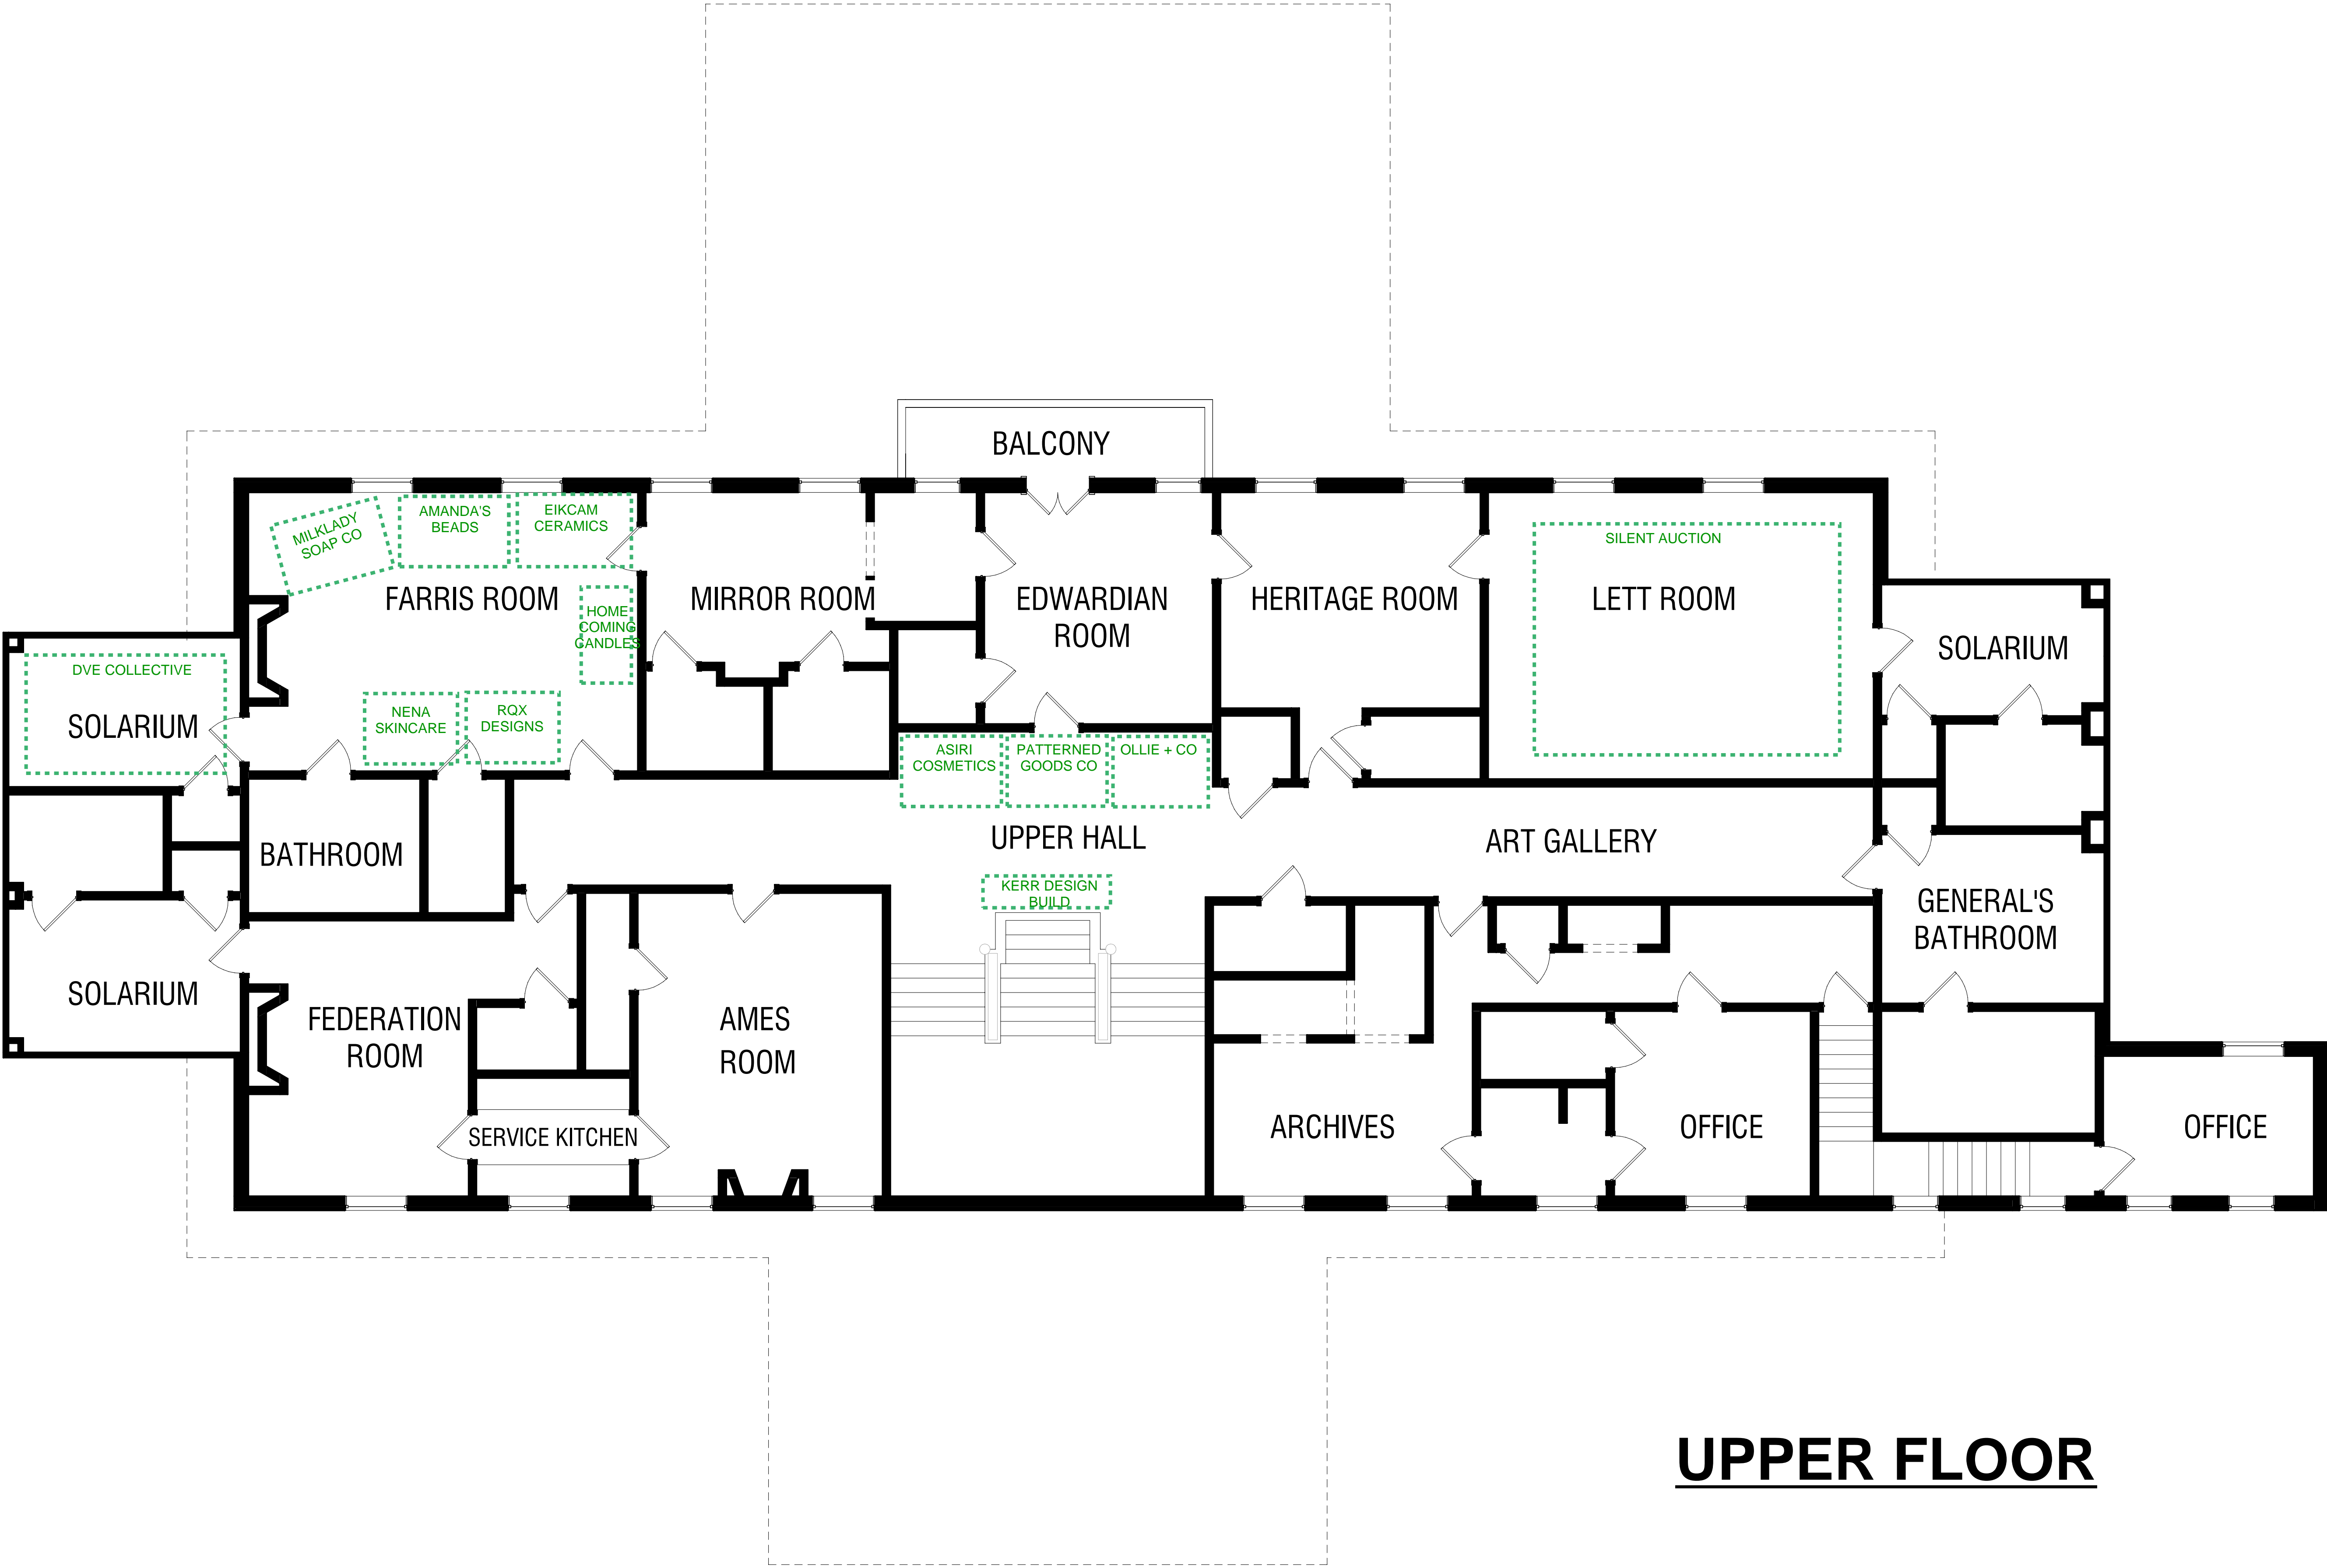 BALCONY
MILKLADY
SOAP CO
AMANDA'S
BEADS
EIKCAM
CERAMICS
SILENT AUCTION
FARRIS ROOM
MIRROR ROOM
EDWARDIAN
ROOM
HERITAGE ROOM
LETT ROOM
HOME
COMING
CANDLES
SOLARIUM
DVE COLLECTIVE
SOLARIUM
NENA
SKINCARE
RQX
DESIGNS
ASIRI
COSMETICS
PATTERNED
GOODS CO
OLLIE + CO
UPPER HALL
ART GALLERY
BATHROOM
KERR DESIGN
BUILD
GENERAL'S
BATHROOM
SOLARIUM
FEDERATION
ROOM
AMES
ROOM
SERVICE KITCHEN
ARCHIVES
OFFICE
OFFICE
UPPER FLOOR